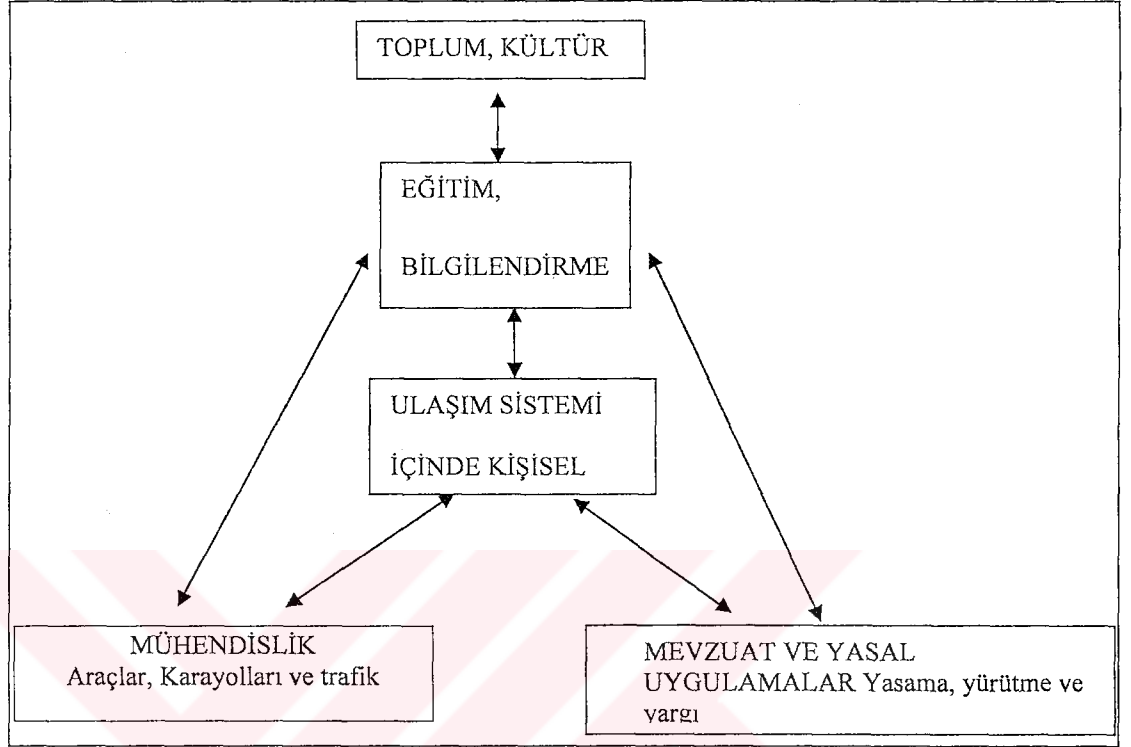 TOPLUM, KÜLTÜR
EĞİTİM,
BİLGİLENDİRME
ULAŞIM SİSTEMİ
İÇİNDE KİŞİSEL
MÜHENDİSLİK
Araçlar, Karayolları ve trafik
MEVZUAT VE YASAL
UYGULAMALAR Yasama, yürütme ve
yargı